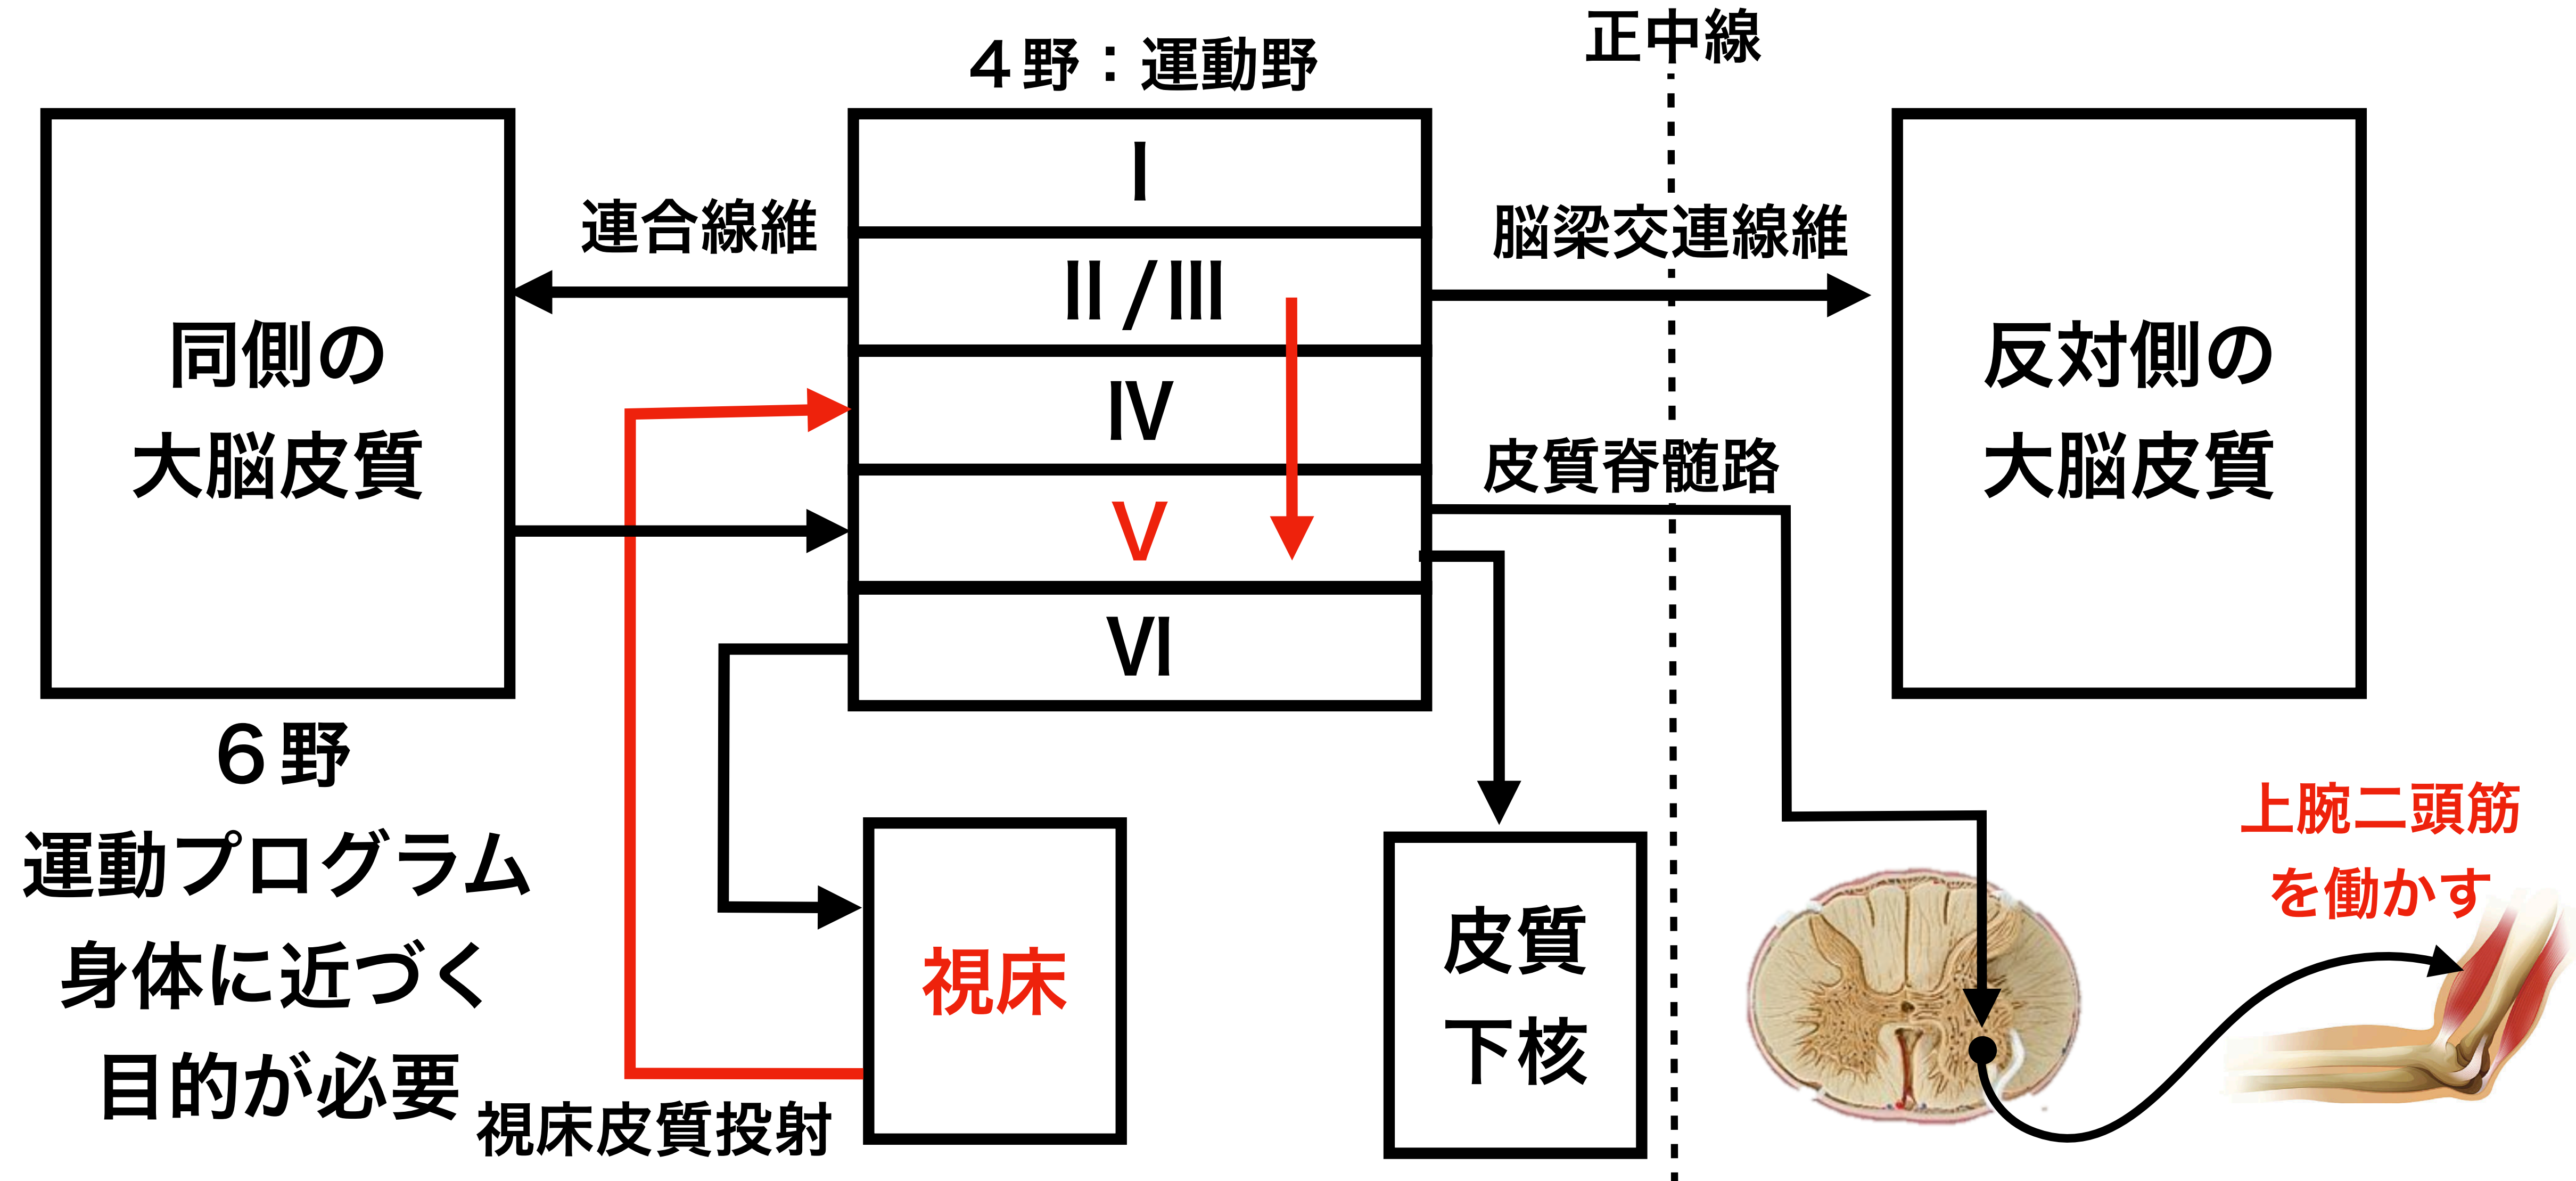 正中線
４野：運動野
Ⅰ
連合線維
脳梁交連線維
Ⅱ/Ⅲ
同側の
大脳皮質
反対側の
大脳皮質
Ⅳ
皮質脊髄路
Ⅴ
Ⅵ
６野
運動プログラム
身体に近づく
目的が必要
視床
視床皮質投射
皮質
下核
上腕二頭筋
を働かす